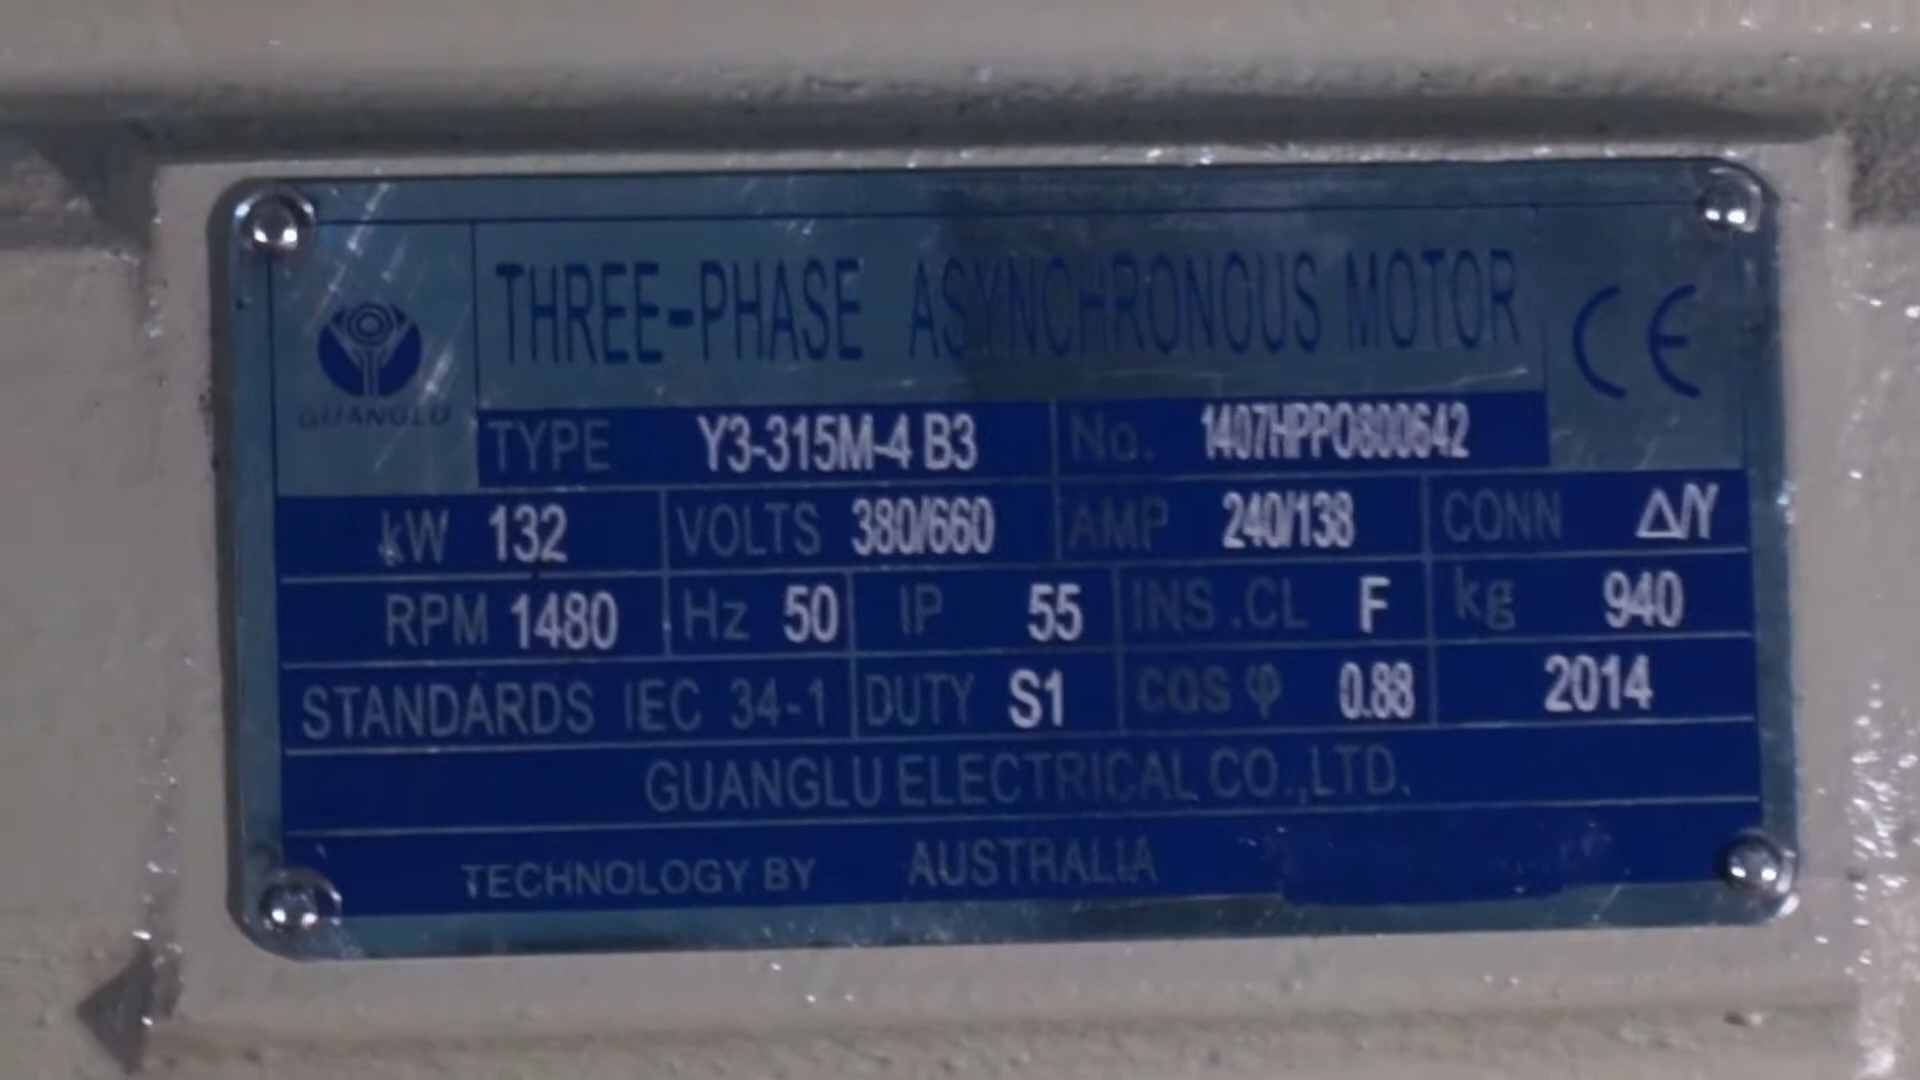 THREE-PHASE ASYNCHRONOUS MOTOR CE
GUANGLU
TYPE Y3-315M-4 B3 No. 1407HPPO800642
kW 132 VOLTS 380/660 AMP 240/138 CONN Δ/Y
RPM 1480 Hz 50 IP 55 INS.CL F kg 940
STANDARDS IEC 34-1 DUTY S1 COS φ 0.88 2014
GUANGLU ELECTRICAL CO.,LTD.
TECHNOLOGY BY AUSTRALIA